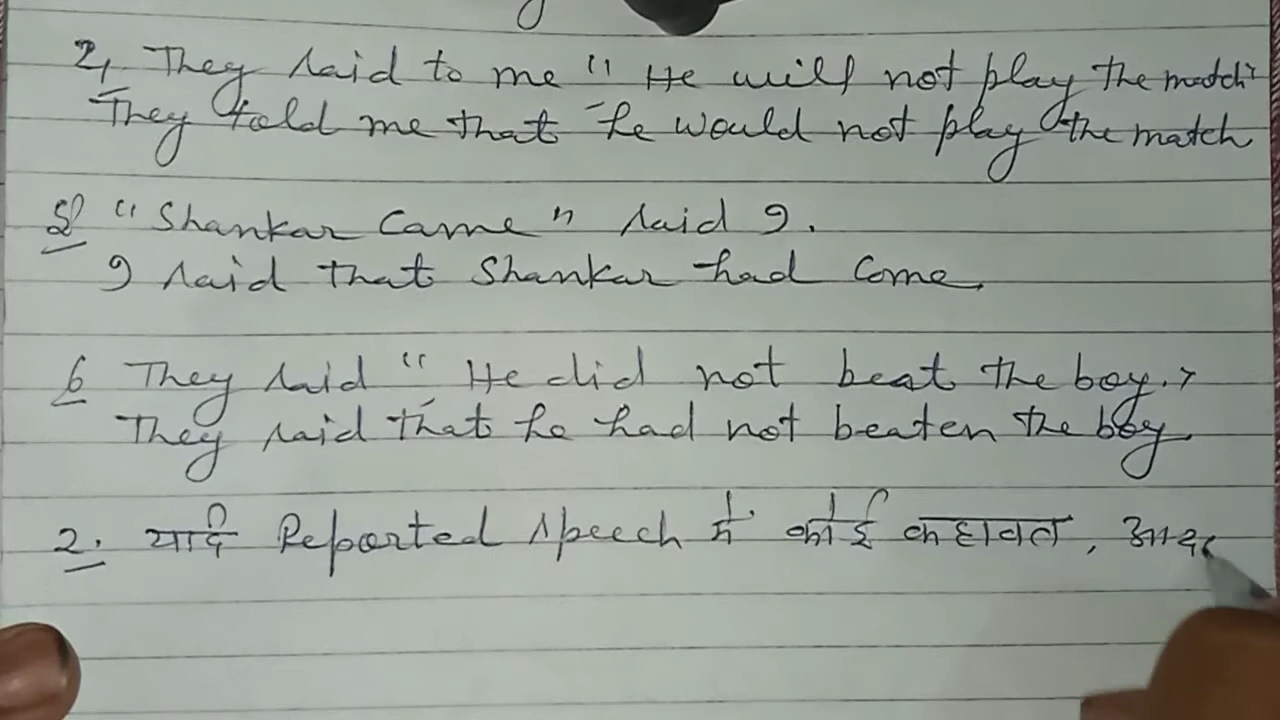 2, They said to me "He will not play the match"
They told me that he would not play the match
5 "Shankar Came" said I.
I said that Shankar had come.
6 They said "He did not beat the boy."
They said that he had not beaten the boy.
2. यदि Reported speech में कोई कहावत,